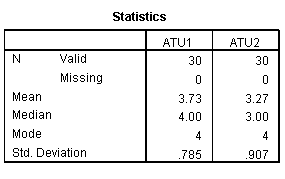 Statistics
ATU1 ATU2
N Valid 30 30
Missing 0 0
Mean 3.73 3.27
Median 4.00 3.00
Mode 4 4
Std. Deviation .785 .907